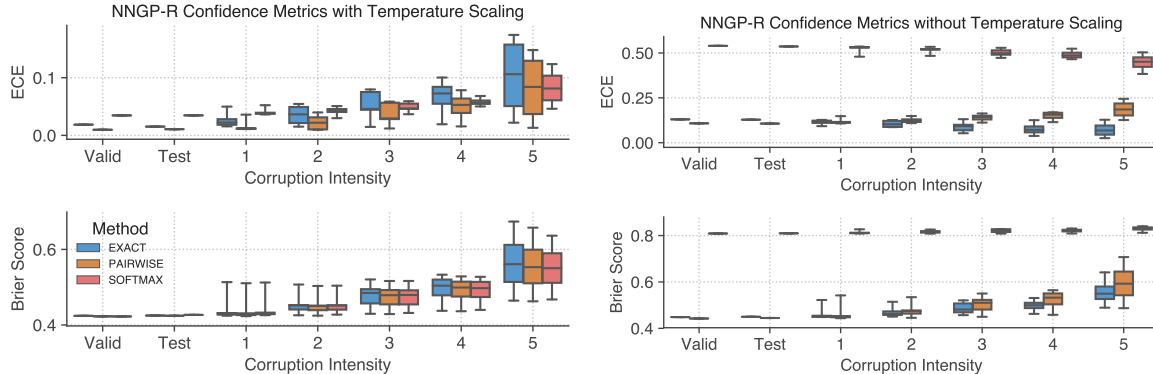 NNGP-R Confidence Metrics with Temperature Scaling
ECE
0.1
0.0
Valid Test 1 2 3 4 5
Corruption Intensity
Brier Score
0.6
0.4
Method
EXACT
PAIRWISE
SOFTMAX
Valid Test 1 2 3 4 5
Corruption Intensity
NNGP-R Confidence Metrics without Temperature Scaling
ECE
0.50
0.25
0.00
Valid Test 1 2 3 4 5
Corruption Intensity
Brier Score
0.8
0.6
0.4
Valid Test 1 2 3 4 5
Corruption Intensity